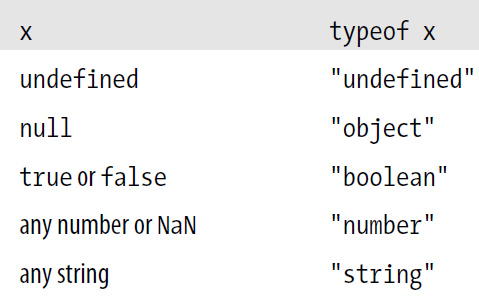 x typeof x
undefined "undefined"
null "object"
true or false "boolean"
any number or NaN "number"
any string "string"